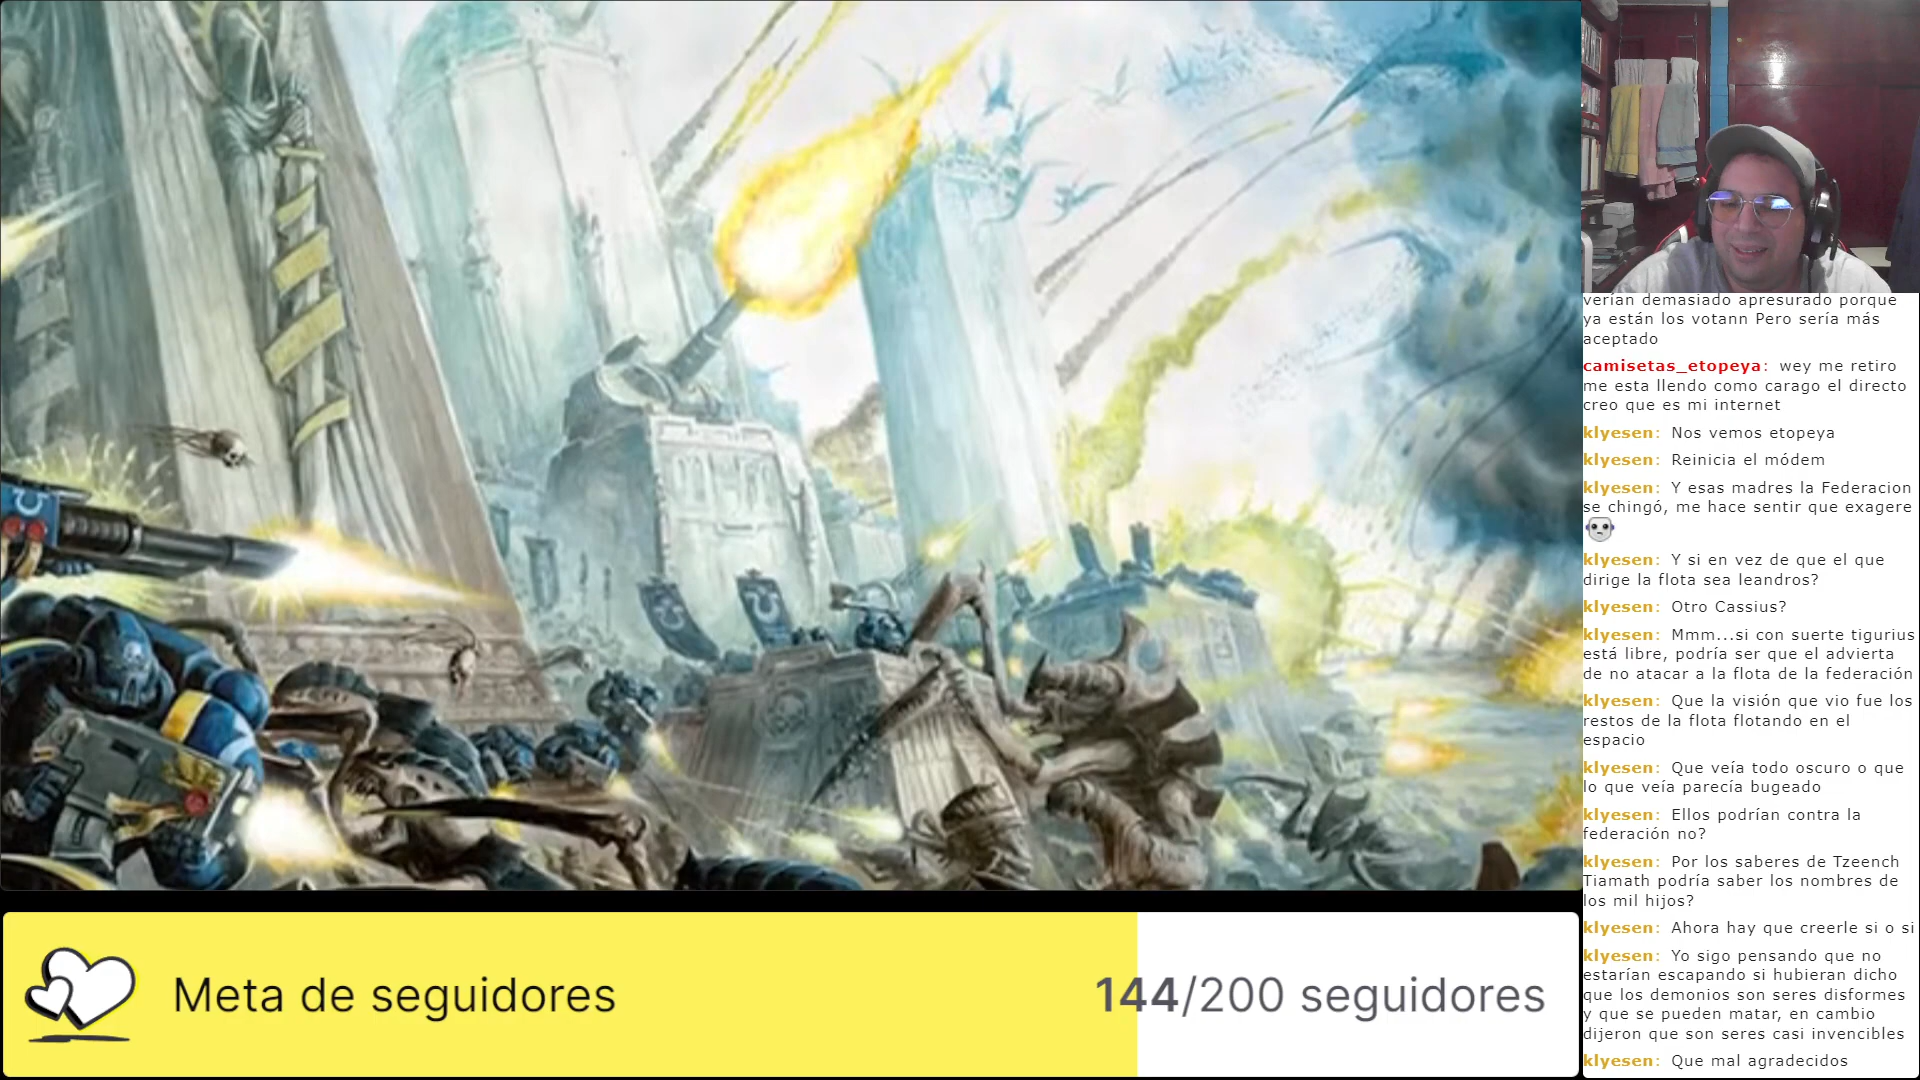 verían demasiado apresurado porque
ya están los votann Pero sería más
aceptado
camisetas_etopeya: wey me retiro
me esta llendo como carago el directo
creo que es mi internet
klyesen: Nos vemos etopeya
klyesen: Reinicia el módem
klyesen: Y esas madres la Federacion
se chingó, me hace sentir que exagere
klyesen: Y si en vez de que el que
dirige la flota sea leandros?
klyesen: Otro Cassius?
klyesen: Mmm...si con suerte tigurius
está libre, podría ser que el advierta
de no atacar a la flota de la federación
klyesen: Que la visión que vio fue los
restos de la flota flotando en el
espacio
klyesen: Que veía todo oscuro o que
lo que veía parecía bugeado
klyesen: Ellos podrían contra la
federación no?
klyesen: Por los saberes de Tzeench
Tiamath podría saber los nombres de
los mil hijos?
klyesen: Ahora hay que creerle si o si
klyesen: Yo sigo pensando que no
estarían escapando si hubieran dicho
que los demonios son seres disformes
y que se pueden matar, en cambio
dijeron que son seres casi invencibles
klyesen: Que mal agradecidos
Meta de seguidores
144/200 seguidores